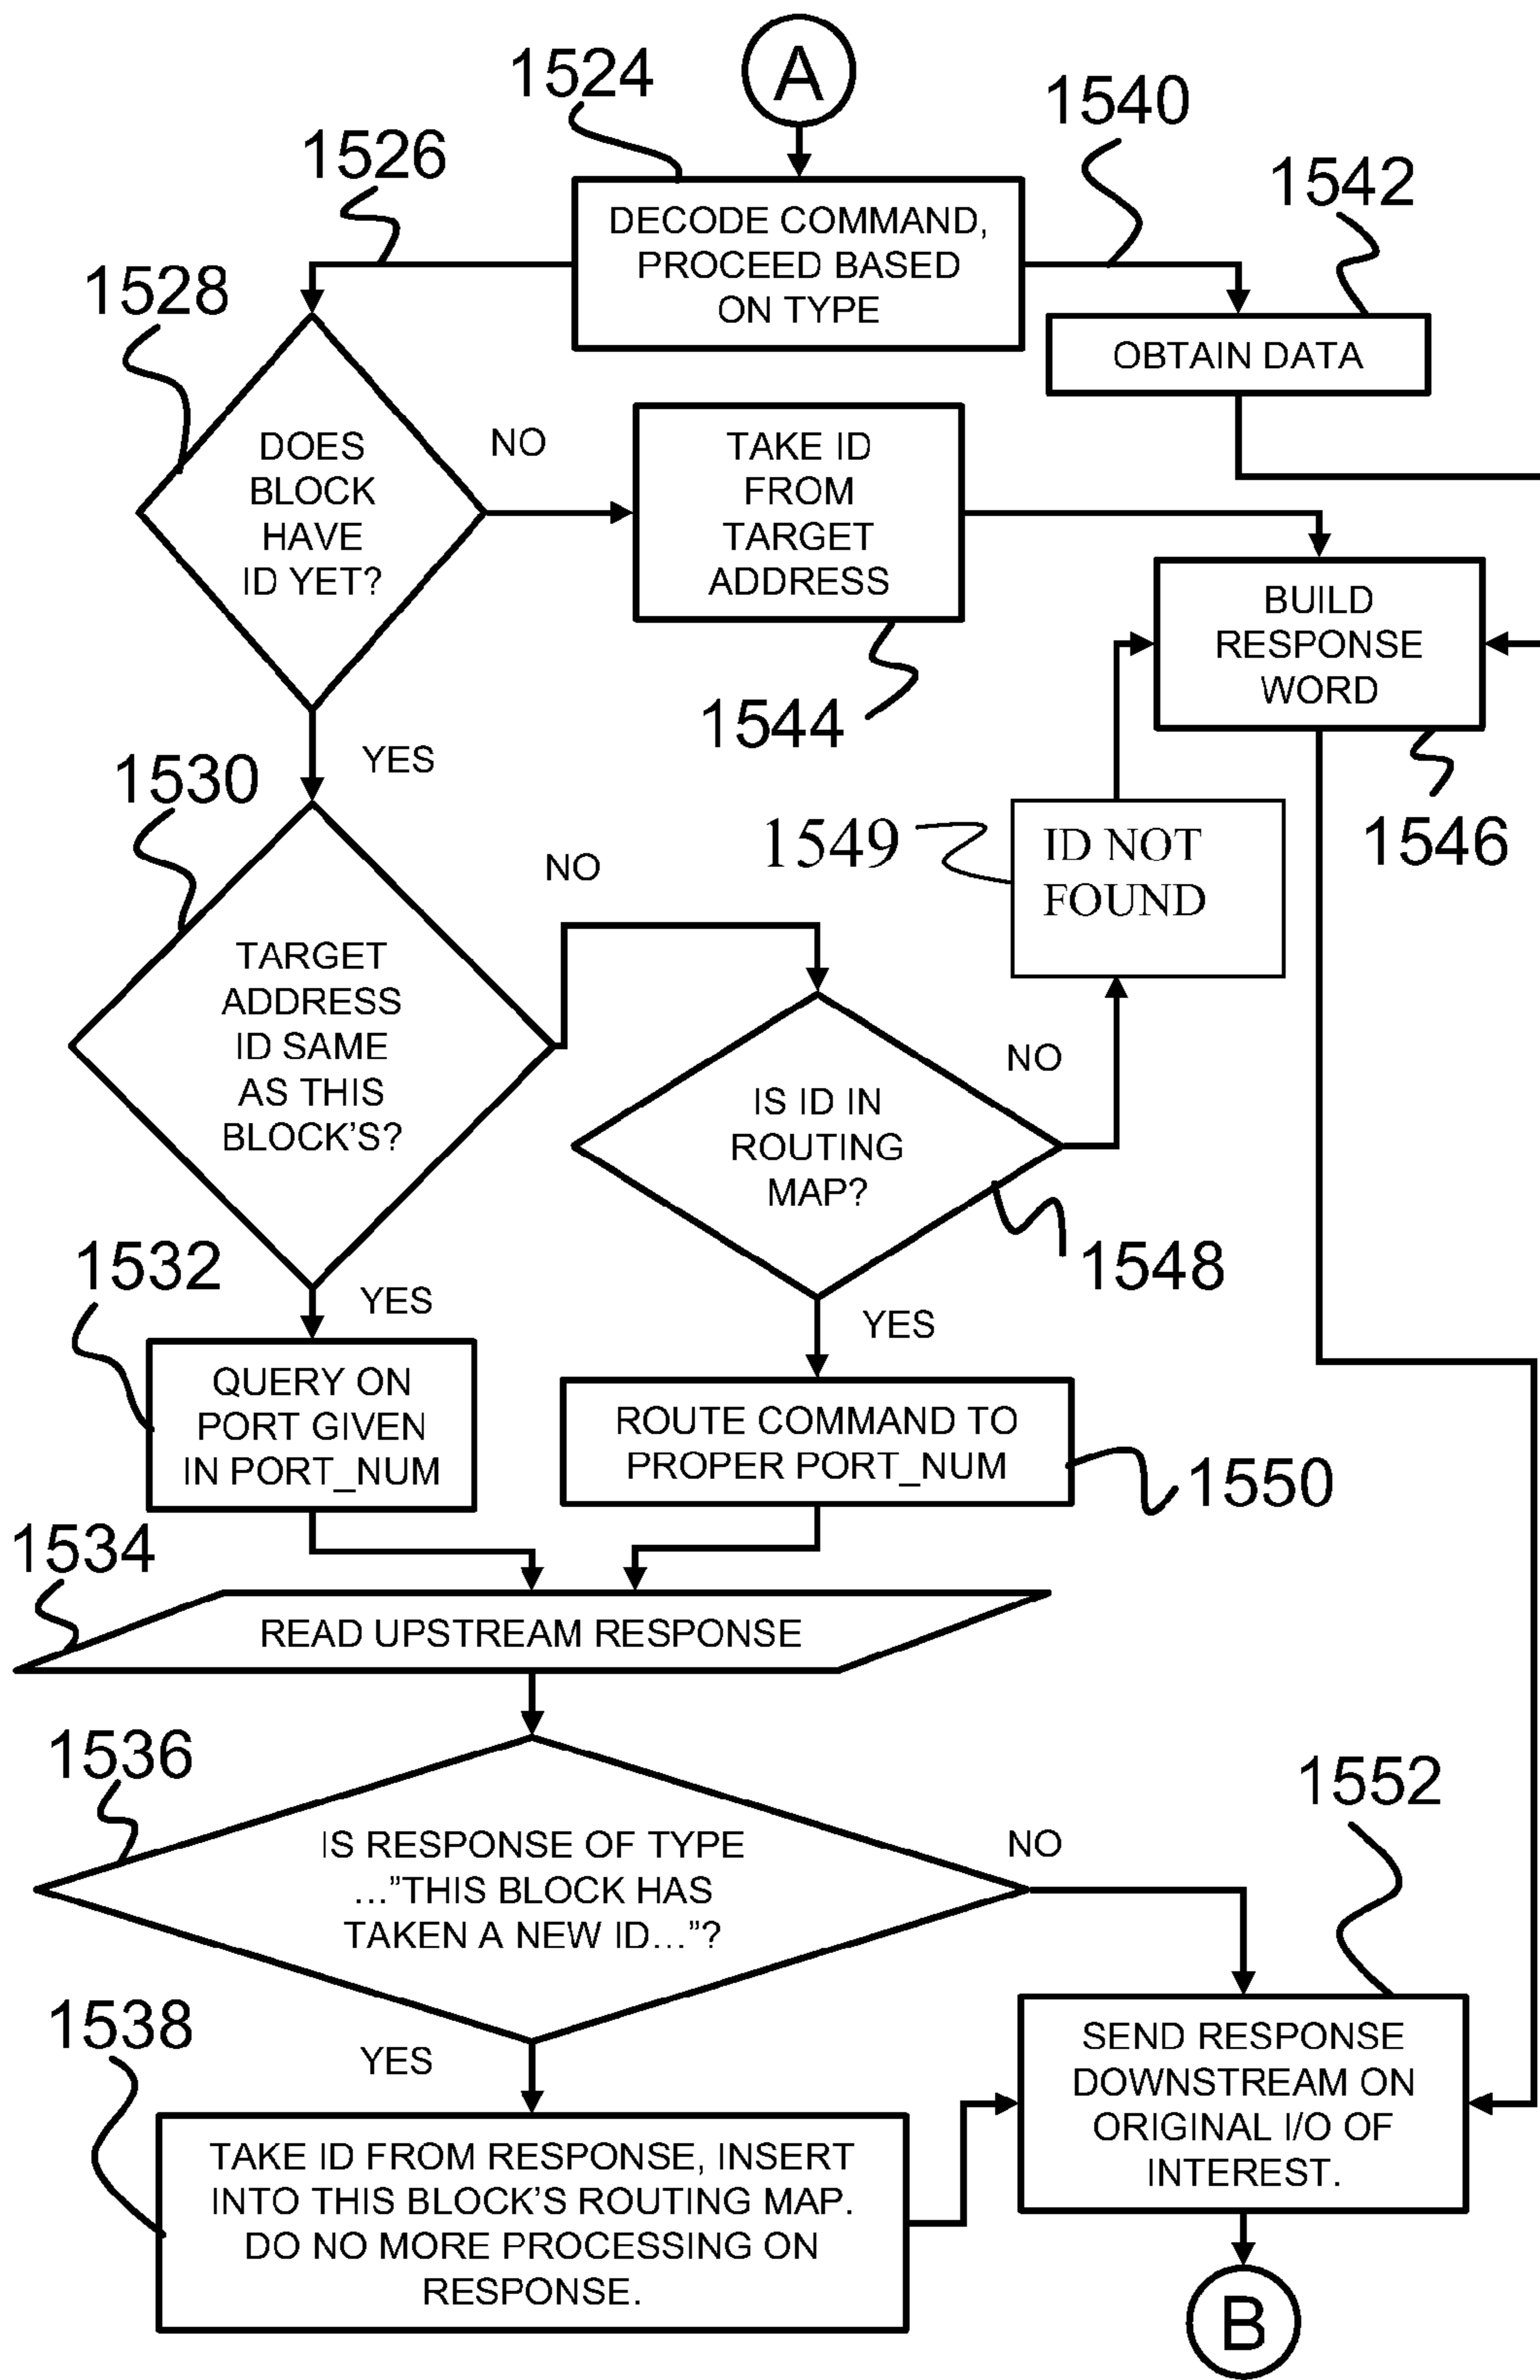 A
1524
1540
1526
1542
DECODE COMMAND,
PROCEED BASED
ON TYPE
1528
OBTAIN DATA
DOES
BLOCK
HAVE
ID YET?
NO
TAKE ID
FROM
TARGET
ADDRESS
BUILD
RESPONSE
WORD
1544
YES
1530
1549
ID NOT
FOUND
1546
NO
TARGET
ADDRESS
ID SAME
AS THIS
BLOCK'S?
NO
IS ID IN
ROUTING
MAP?
1548
1532
YES
YES
QUERY ON
PORT GIVEN
IN PORT_NUM
ROUTE COMMAND TO
PROPER PORT_NUM
1550
1534
READ UPSTREAM RESPONSE
1536
1552
IS RESPONSE OF TYPE
..."THIS BLOCK HAS
TAKEN A NEW ID..."?
NO
1538
YES
SEND RESPONSE
DOWNSTREAM ON
ORIGINAL I/O OF
INTEREST.
TAKE ID FROM RESPONSE, INSERT
INTO THIS BLOCK'S ROUTING MAP.
DO NO MORE PROCESSING ON
RESPONSE.
B